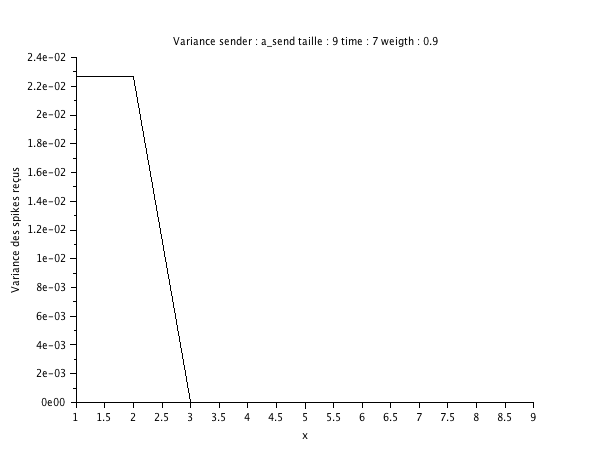 Variance sender : a_send taille : 9 time : 7 weigth : 0.9
2.4e-02
2.2e-02
2e-02
1.8e-02
1.6e-02
1.4e-02
1.2e-02
1e-02
8e-03
6e-03
4e-03
2e-03
0e00
Variance des spikes reçus
1 1.5 2 2.5 3 3.5 4 4.5 5 5.5 6 6.5 7 7.5 8 8.5 9
x